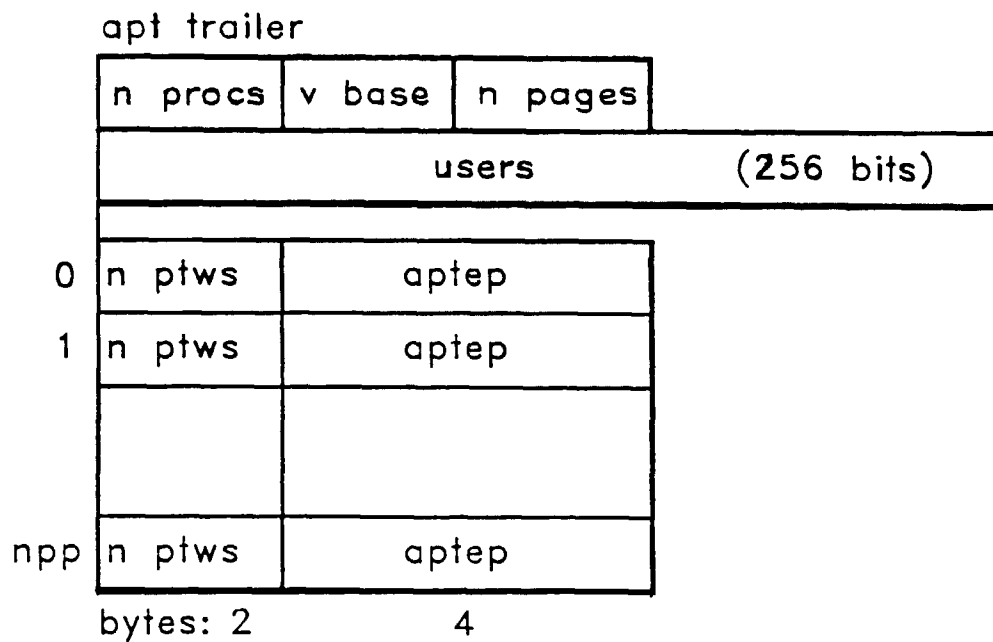 apt trailer
n procs v base n pages
users (256 bits)
0 n ptws aptep
1 n ptws aptep
npp n ptws aptep
bytes: 2 4